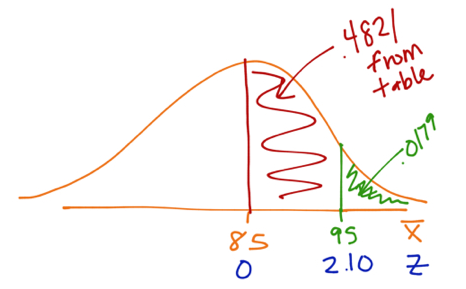 .4821
from
table
.0179
85 95 X̄
0 2.10 Z